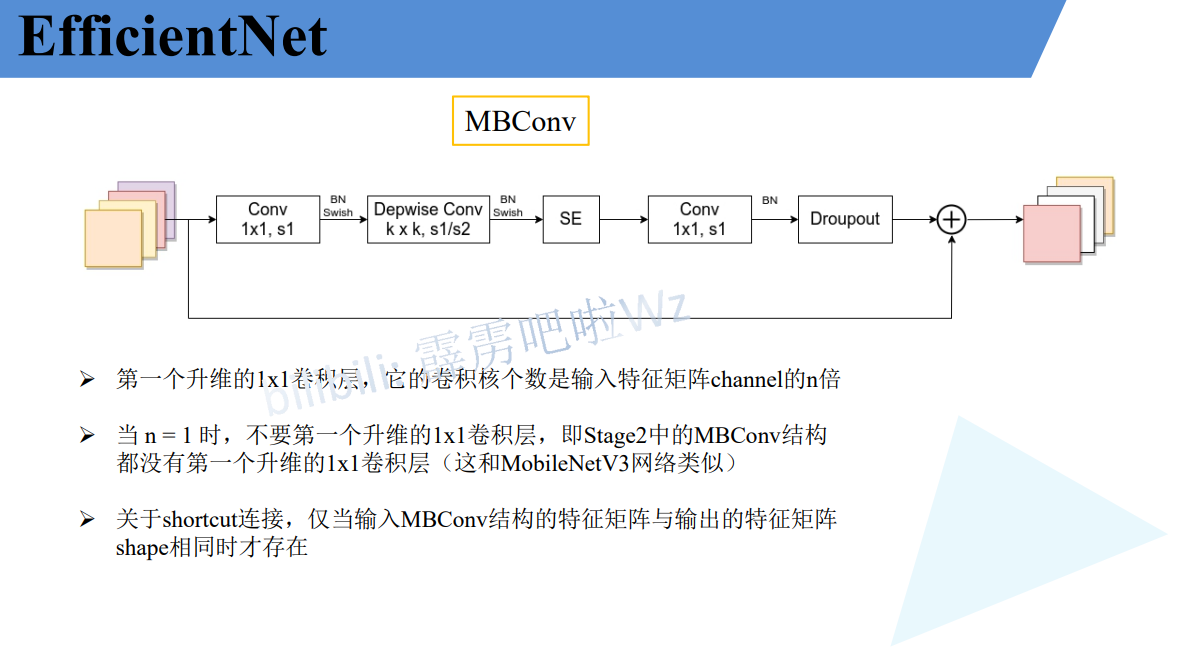 EfficientNet
MBConv
Conv
1x1, s1
BN
Swish
Depwise Conv
k x k, s1/s2
BN
Swish
SE
Conv
1x1, s1
BN
Droupout
bilibili: 霹雳吧啦Wz
➢ 第一个升维的1x1卷积层，它的卷积核个数是输入特征矩阵channel的n倍
➢ 当 n = 1 时，不要第一个升维的1x1卷积层，即Stage2中的MBConv结构
都没有第一个升维的1x1卷积层（这和MobileNetV3网络类似）
➢ 关于shortcut连接，仅当输入MBConv结构的特征矩阵与输出的特征矩阵
shape相同时才存在